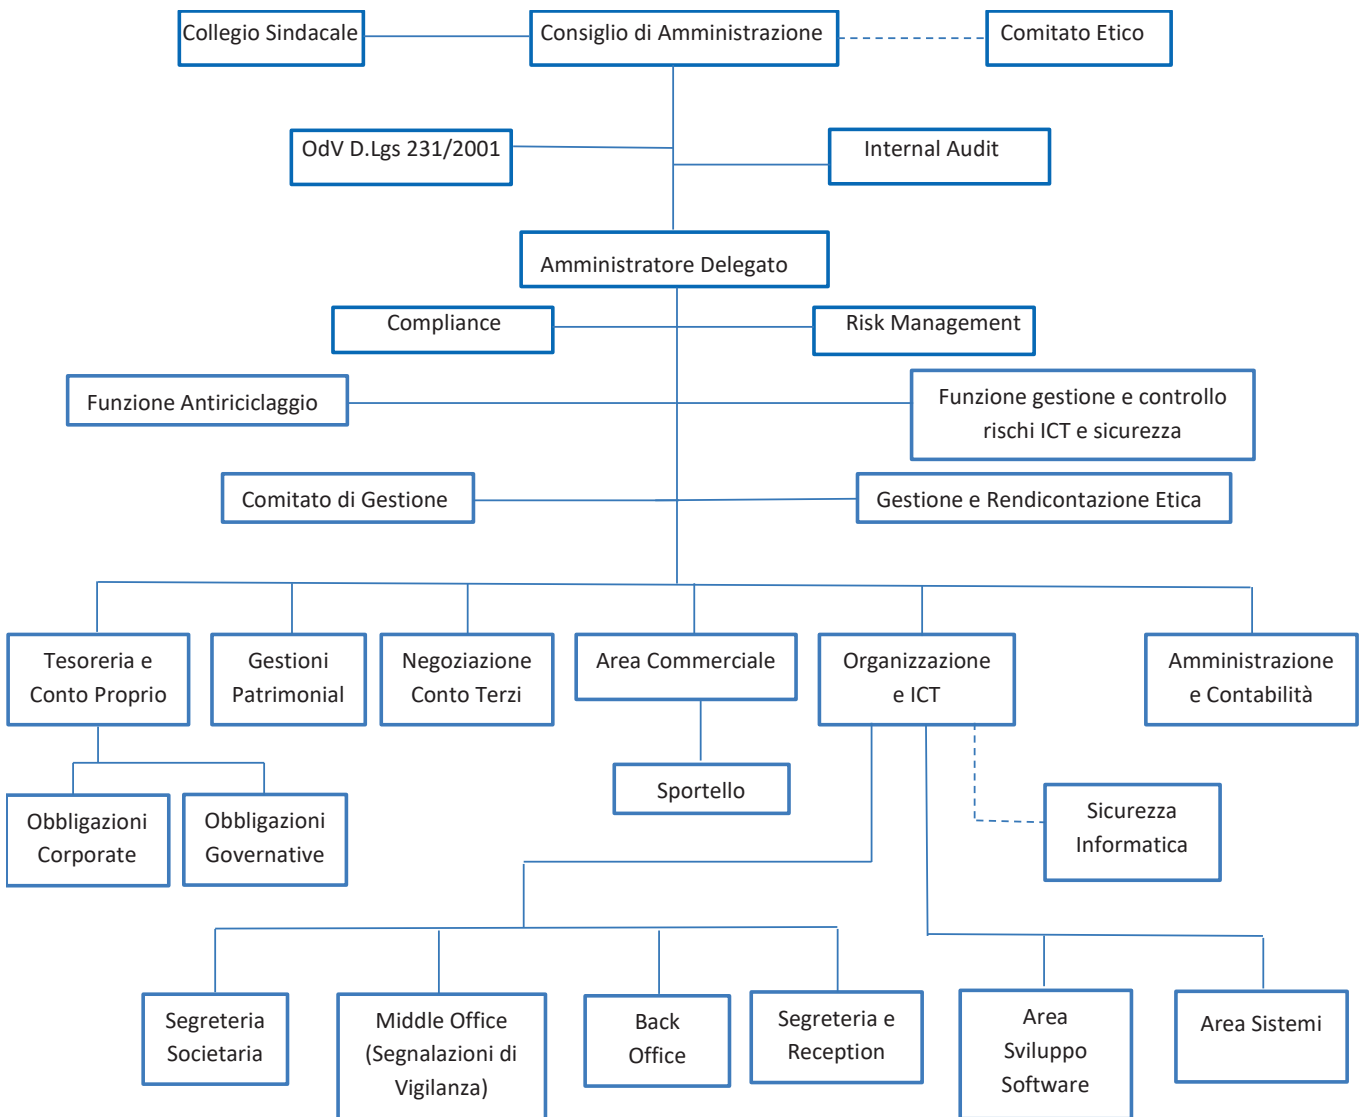 Collegio Sindacale
Consiglio di Amministrazione
Comitato Etico
OdV D.Lgs 231/2001
Internal Audit
Amministratore Delegato
Compliance
Risk Management
Funzione Antiriciclaggio
Funzione gestione e controllo
rischi ICT e sicurezza
Comitato di Gestione
Gestione e Rendicontazione Etica
Tesoreria e
Conto Proprio
Gestioni
Patrimonial
Negoziazione
Conto Terzi
Area Commerciale
Organizzazione
e ICT
Amministrazione
e Contabilità
Obbligazioni
Corporate
Obbligazioni
Governative
Sportello
Sicurezza
Informatica
Segreteria
Societaria
Middle Office
(Segnalazioni di
Vigilanza)
Back
Office
Segreteria e
Reception
Area
Sviluppo
Software
Area Sistemi